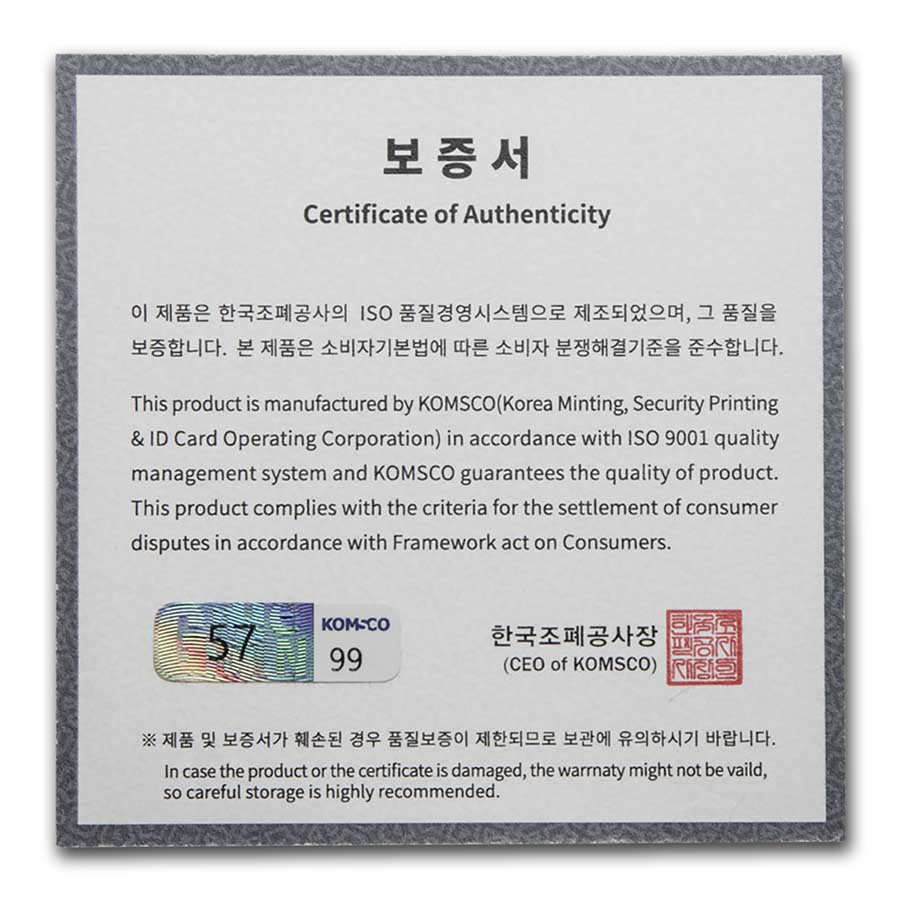 보증서
Certificate of Authenticity
이 제품은 한국조폐공사의 ISO 품질경영시스템으로 제조되었으며, 그 품질을
보증합니다. 본 제품은 소비자기본법에 따른 소비자 분쟁해결기준을 준수합니다.
This product is manufactured by KOMSCO(Korea Minting, Security Printing
& ID Card Operating Corporation) in accordance with ISO 9001 quality
management system and KOMSCO guarantees the quality of product.
This product complies with the criteria for the settlement of consumer
disputes in accordance with Framework act on Consumers.
57
KOMSCO
99
한국조폐공사장
(CEO of KOMSCO)
※ 제품 및 보증서가 훼손된 경우 품질보증이 제한되므로 보관에 유의하시기 바랍니다.
In case the product or the certificate is damaged, the warrnaty might not be vaild,
so careful storage is highly recommended.